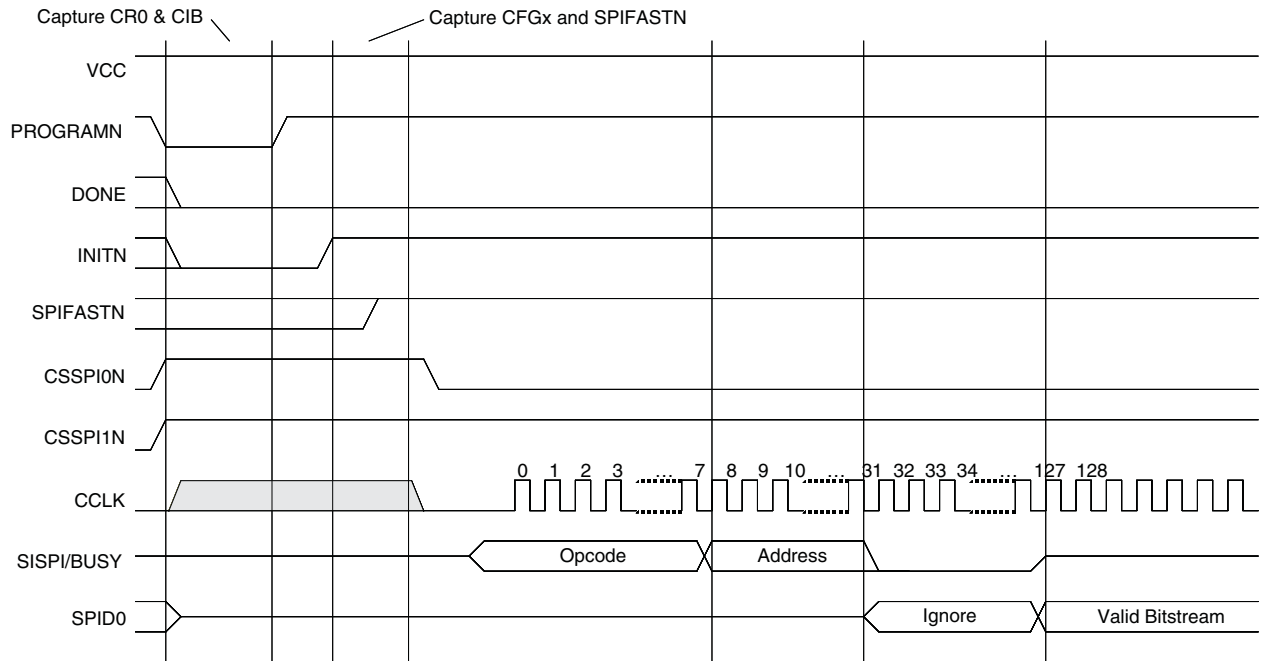 Capture CR0 & CIB
Capture CFGx and SPIFASTN
VCC
PROGRAMN
DONE
INITN
SPIFASTN
CSSPI0N
CSSPI1N
0 1 2 3 ... 7 8 9 10 ... 31 32 33 34 ... 127 128
CCLK
SISPI/BUSY Opcode Address
SPID0 Ignore Valid Bitstream